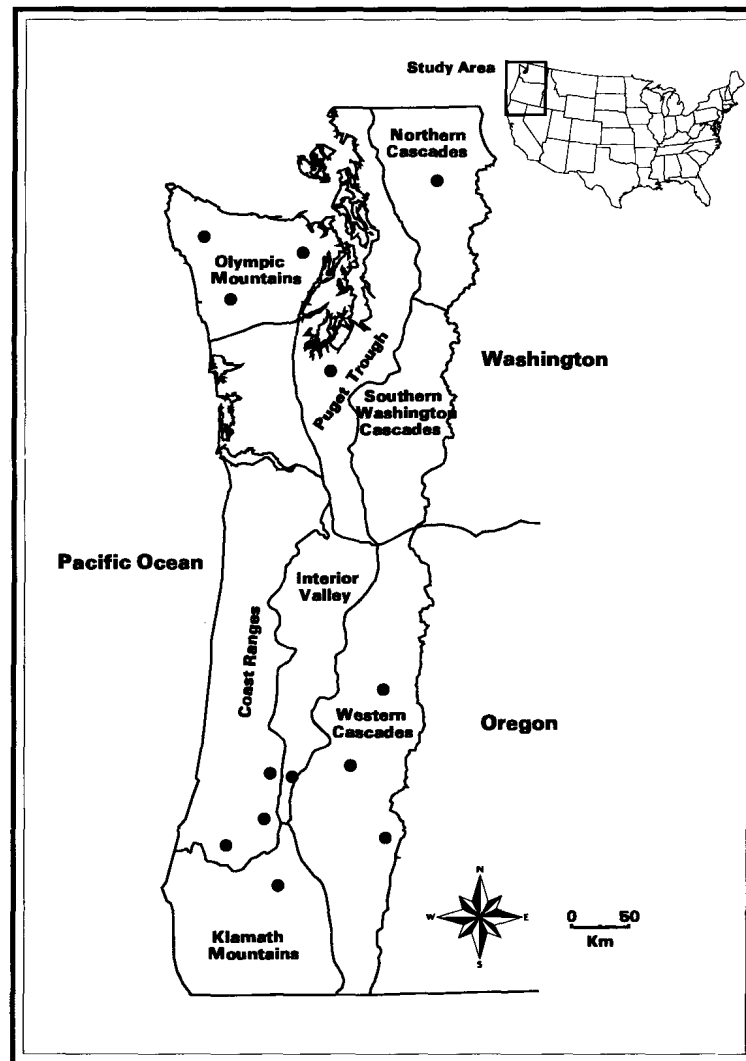 Study Area
Northern
Cascades
Olympic
Mountains
Puget Trough
Washington
Southern
Washington
Cascades
Pacific Ocean
Interior
Valley
Coast Ranges
Western
Cascades
Oregon
N
W
E
S
0 50
Km
Klamath
Mountains